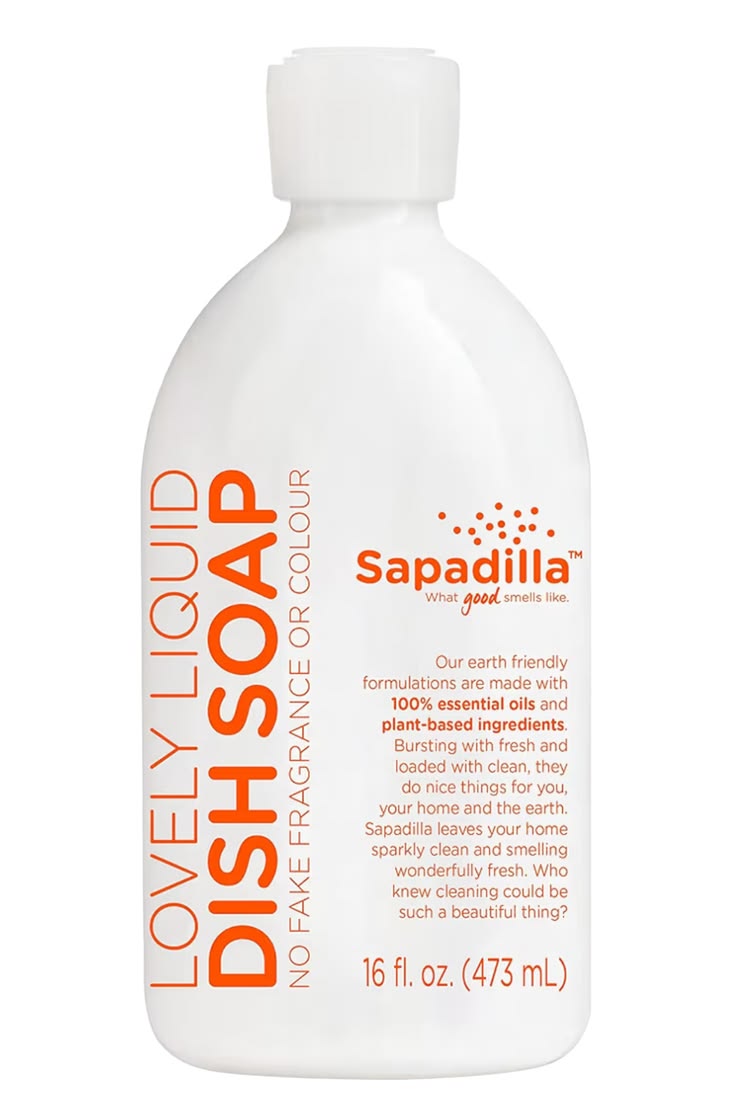 LOVELY LIQUID
DISH SOAP
NO FAKE FRAGRANCE OR COLOUR
Sapadilla™
What good smells like.
Our earth friendly
formulations are made with
100% essential oils and
plant-based ingredients.
Bursting with fresh and
loaded with clean, they
do nice things for you,
your home and the earth.
Sapadilla leaves your home
sparkly clean and smelling
wonderfully fresh. Who
knew cleaning could be
such a beautiful thing?
16 fl. oz. (473 mL)